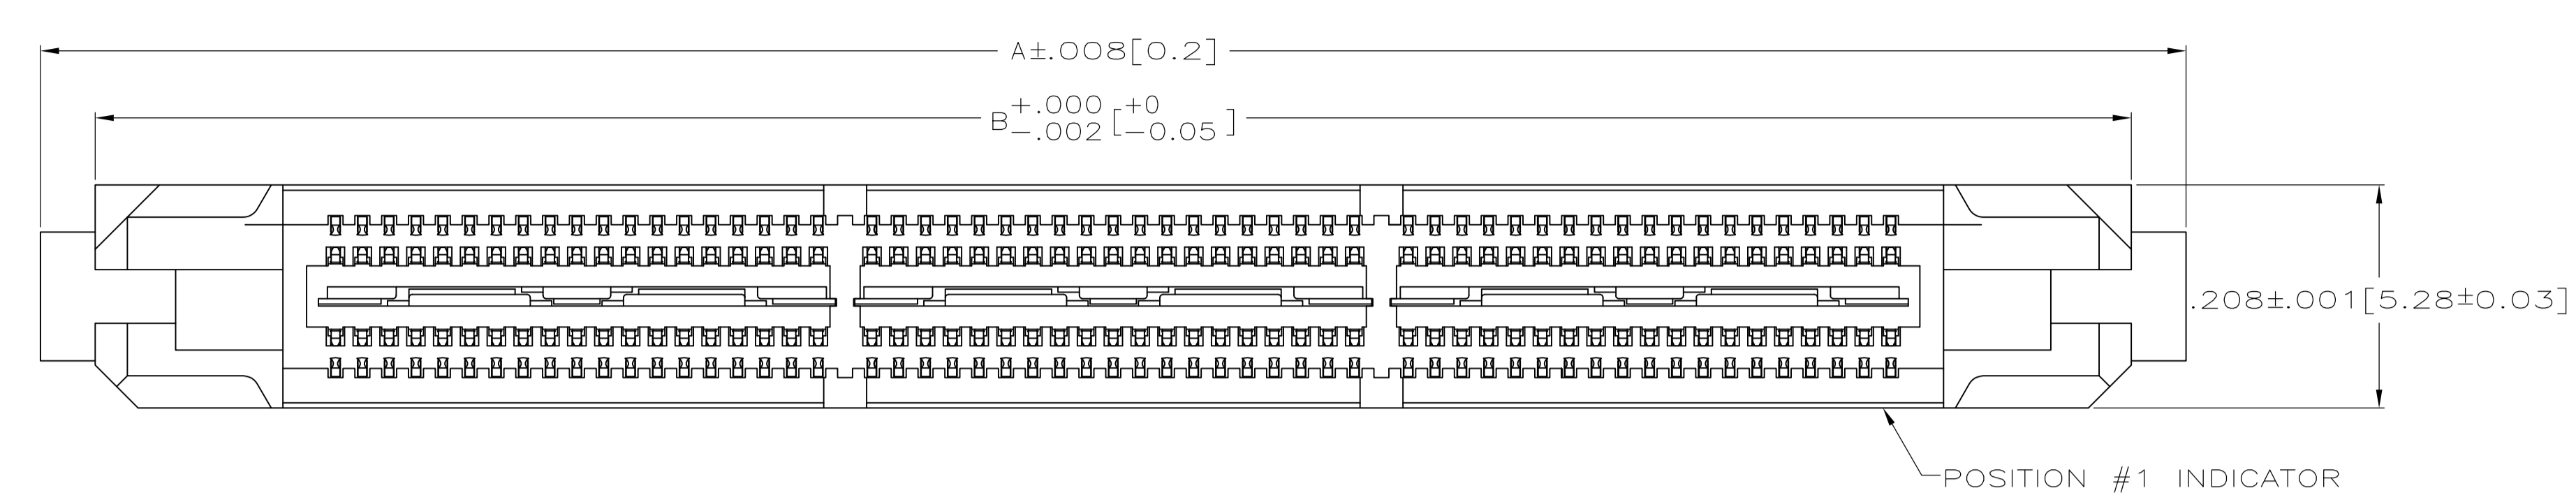 A±.008[0.2]
B +.000 -.002 [+0 -0.05]
.208±.001[5.28±0.03]
POSITION #1 INDICATOR